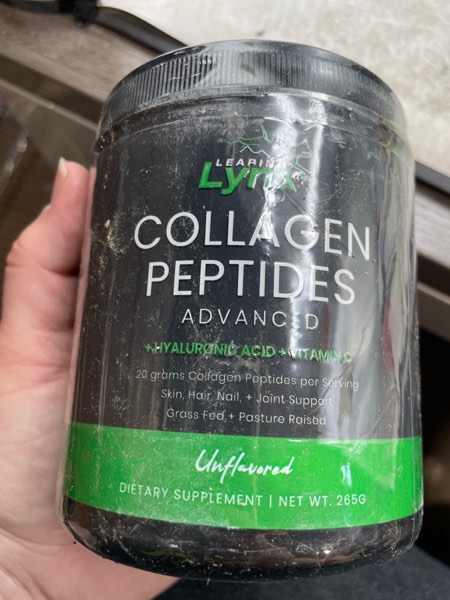 LEAPING
Lynx
COLLAGEN
PEPTIDES
ADVANCED
+ HYALURONIC ACID + VITAMIN C
20 grams Collagen Peptides per Serving
Skin, Hair, Nail, + Joint Support
Grass Fed + Pasture Raised
Unflavored
DIETARY SUPPLEMENT | NET WT. 265G